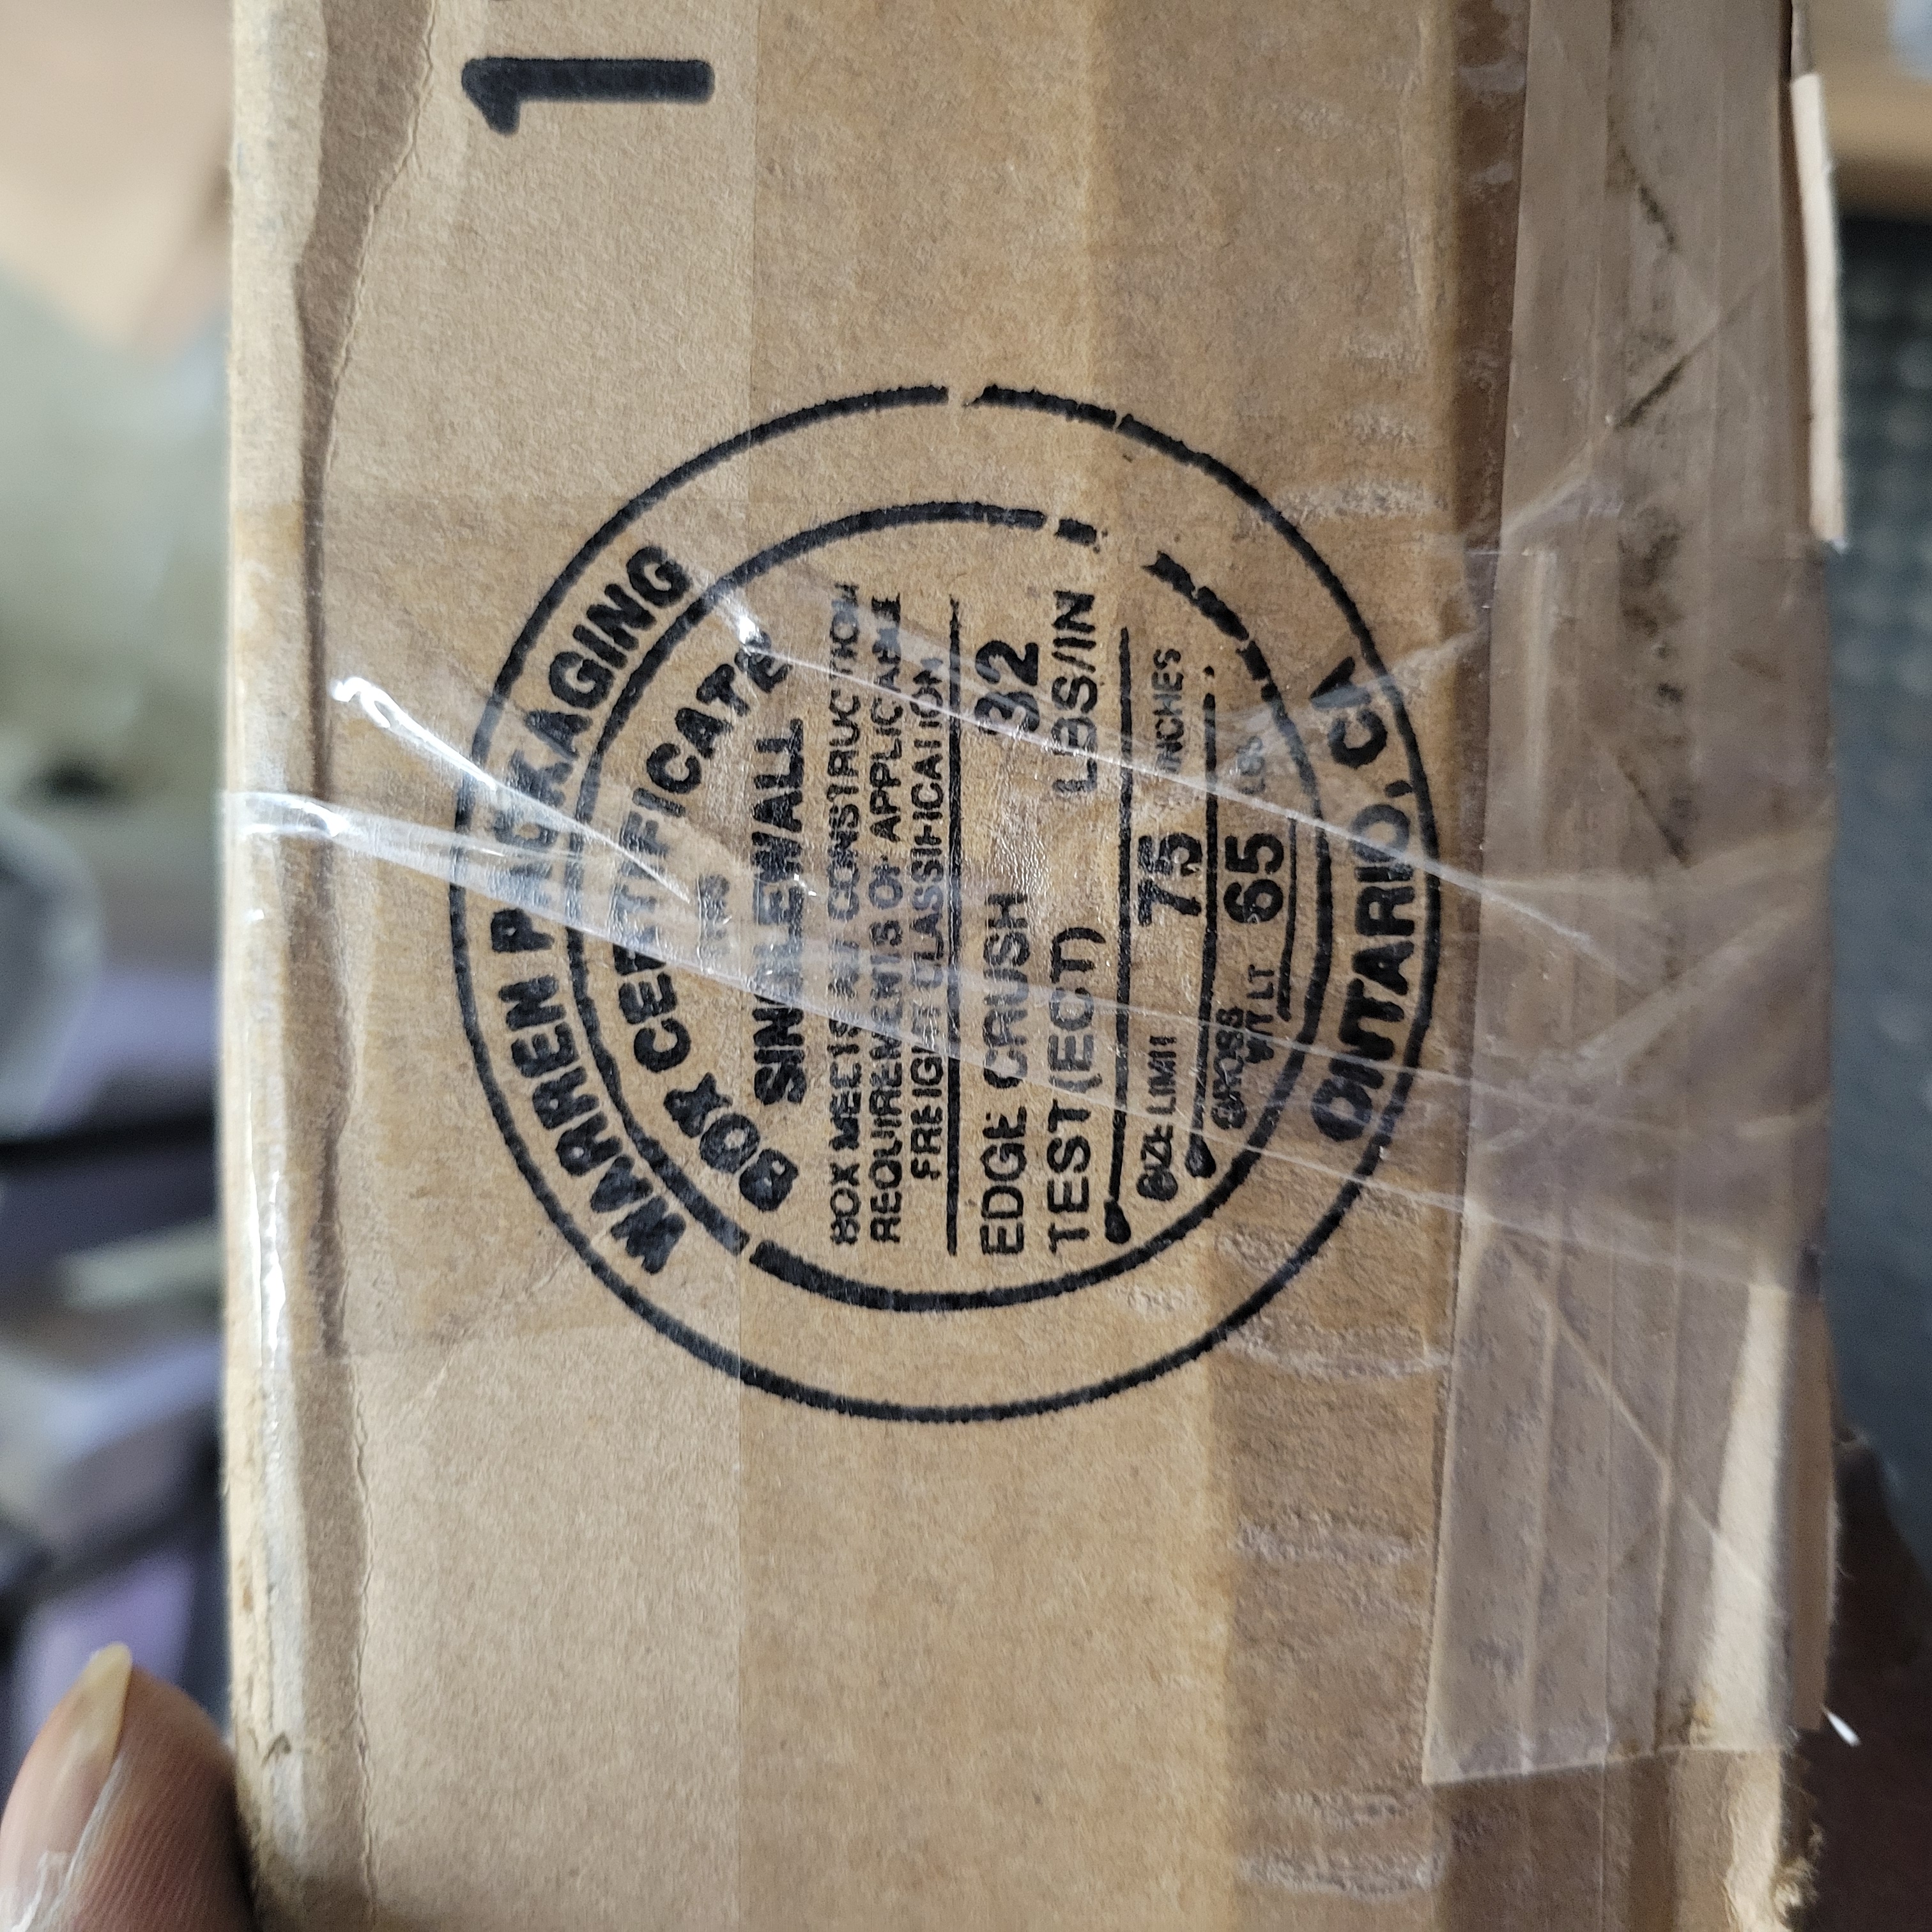 1
WARREN PACKAGING
BOX CERTIFICATE
SINGLEWALL
BOX MEETS ALL CONSTRUCTION
REQUIREMENTS OF APPLICABLE
FREIGHT CLASSIFICATION
EDGE CRUSH 32
TEST (ECT) LBS/IN
SIZE LIMIT 75 INCHES
GROSS WT LT 65 LBS
ONTARIO, CA